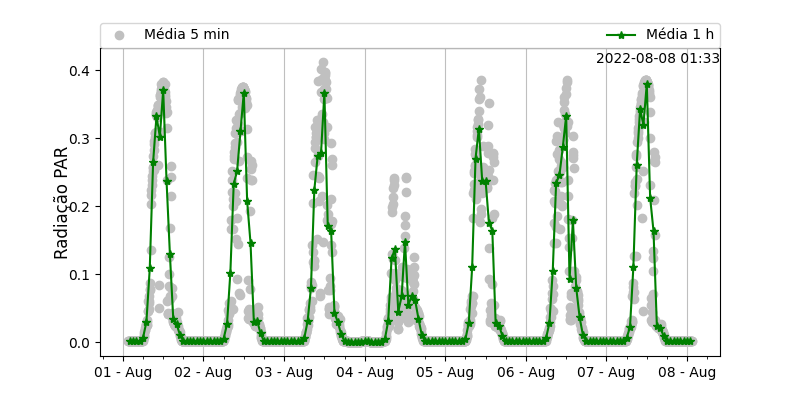 Média 5 min
Média 1 h
2022-08-08 01:33
Radiação PAR
0.4
0.3
0.2
0.1
0.0
01 - Aug
02 - Aug
03 - Aug
04 - Aug
05 - Aug
06 - Aug
07 - Aug
08 - Aug